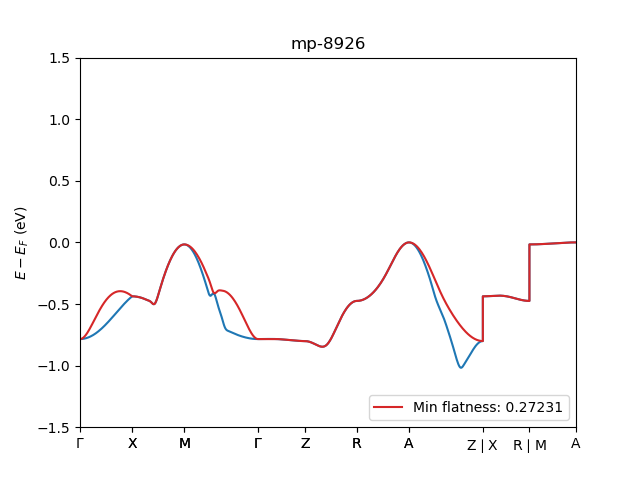 mp-8926
1.5
1.0
0.5
0.0
−0.5
−1.0
−1.5
E − E_F (eV)
Min flatness: 0.27231
Γ X M Γ Z R A Z | X R | M A